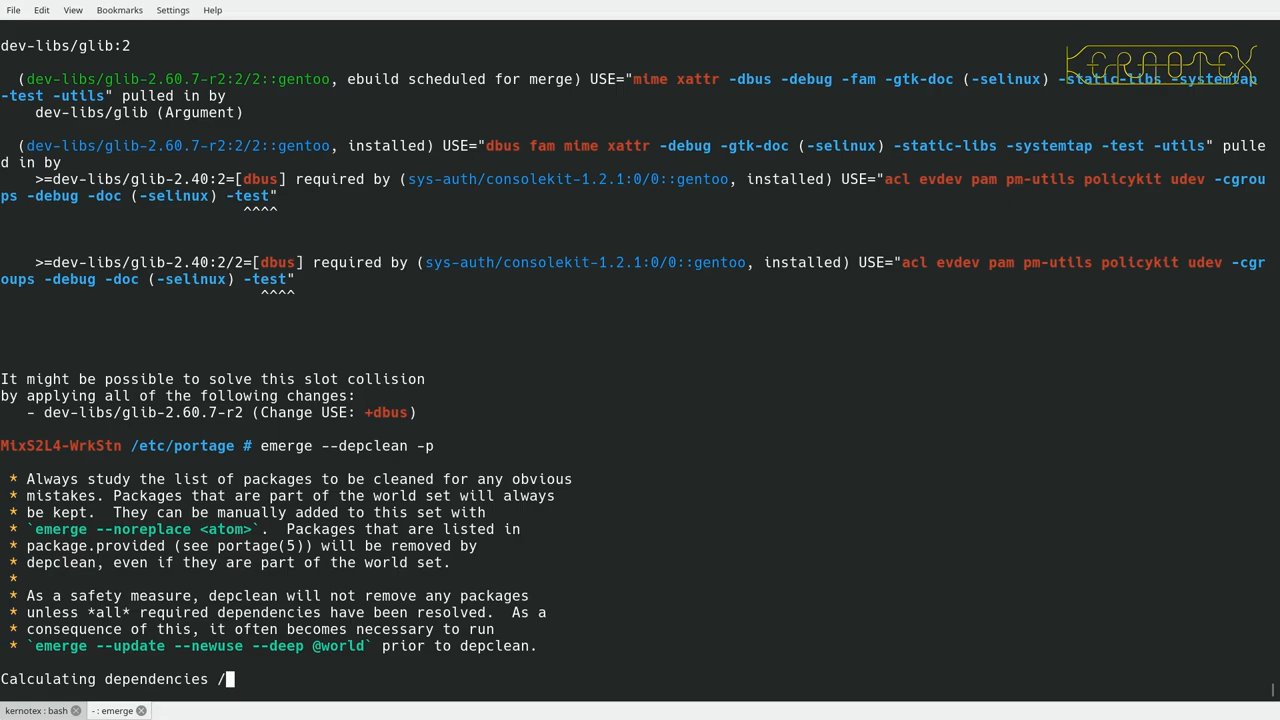 File Edit View Bookmarks Settings Help
KERNOTEX
dev-libs/glib:2
(dev-libs/glib-2.60.7-r2:2/2::gentoo, ebuild scheduled for merge) USE="mime xattr -dbus -debug -fam -gtk-doc (-selinux) -static-libs -systemtap
-test -utils" pulled in by
dev-libs/glib (Argument)
(dev-libs/glib-2.60.7-r2:2/2::gentoo, installed) USE="dbus fam mime xattr -debug -gtk-doc (-selinux) -static-libs -systemtap -test -utils" pulle
d in by
>=dev-libs/glib-2.40:2=[dbus] required by (sys-auth/consolekit-1.2.1:0/0::gentoo, installed) USE="acl evdev pam pm-utils policykit udev -cgrou
ps -debug -doc (-selinux) -test"
^^^^
>=dev-libs/glib-2.40:2/2=[dbus] required by (sys-auth/consolekit-1.2.1:0/0::gentoo, installed) USE="acl evdev pam pm-utils policykit udev -cgr
oups -debug -doc (-selinux) -test"
^^^^
It might be possible to solve this slot collision
by applying all of the following changes:
- dev-libs/glib-2.60.7-r2 (Change USE: +dbus)
MixS2L4-WrkStn /etc/portage # emerge --depclean -p
* Always study the list of packages to be cleaned for any obvious
* mistakes. Packages that are part of the world set will always
* be kept.  They can be manually added to this set with
* `emerge --noreplace <atom>`.  Packages that are listed in
* package.provided (see portage(5)) will be removed by
* depclean, even if they are part of the world set.
*
* As a safety measure, depclean will not remove any packages
* unless *all* required dependencies have been resolved.  As a
* consequence of this, it often becomes necessary to run
* `emerge --update --newuse --deep @world` prior to depclean.
Calculating dependencies /
kernotex : bash - : emerge